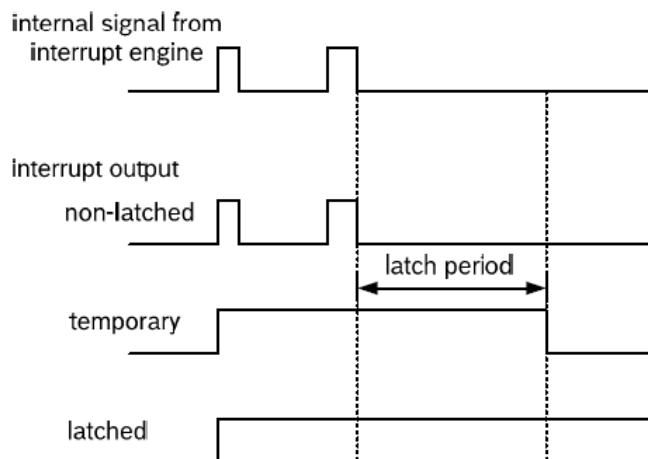 internal signal from
interrupt engine
interrupt output
non-latched
latch period
temporary
latched